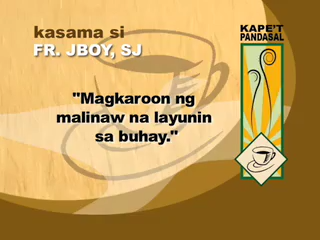 kasama si
FR. JBOY, SJ
KAPE'T
PANDASAL
"Magkaroon ng
malinaw na layunin
sa buhay."